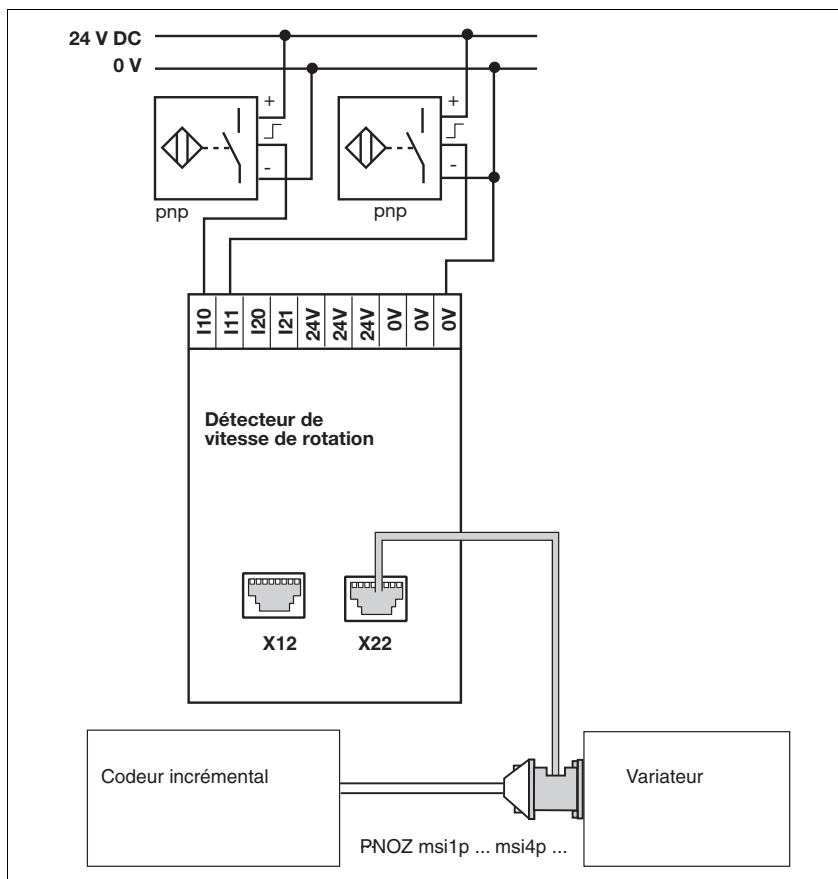 24 V DC
0 V
+
-
pnp
+
-
pnp
I10 I11 I20 I21 24V 24V 24V 0V 0V 0V
Détecteur de
vitesse de rotation
X12 X22
Codeur incrémental
Variateur
PNOZ msi1p ... msi4p ...